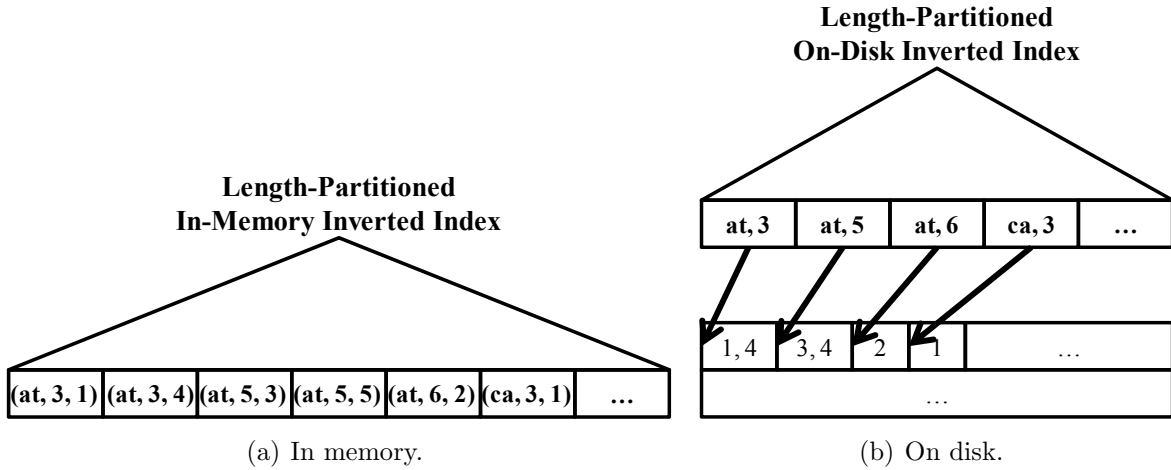 Length-Partitioned
In-Memory Inverted Index
(at, 3, 1) (at, 3, 4) (at, 5, 3) (at, 5, 5) (at, 6, 2) (ca, 3, 1) ...
(a) In memory.
Length-Partitioned
On-Disk Inverted Index
at, 3 at, 5 at, 6 ca, 3 ...
1, 4 3, 4 2 1 ...
...
(b) On disk.